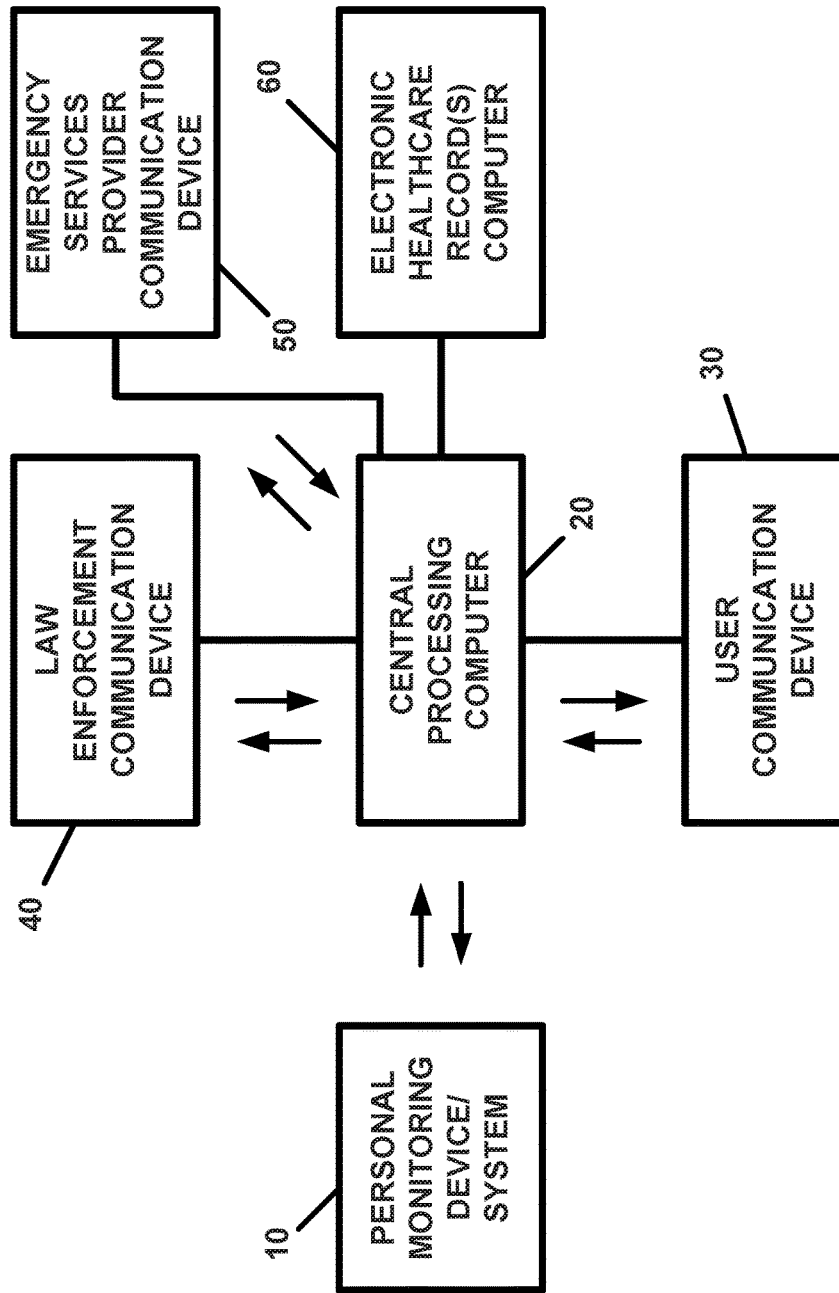 PERSONAL
MONITORING
DEVICE/
SYSTEM
10
LAW
ENFORCEMENT
COMMUNICATION
DEVICE
40
CENTRAL
PROCESSING
COMPUTER
20
USER
COMMUNICATION
DEVICE
30
EMERGENCY
SERVICES
PROVIDER
COMMUNICATION
DEVICE
50
ELECTRONIC
HEALTHCARE
RECORD(S)
COMPUTER
60